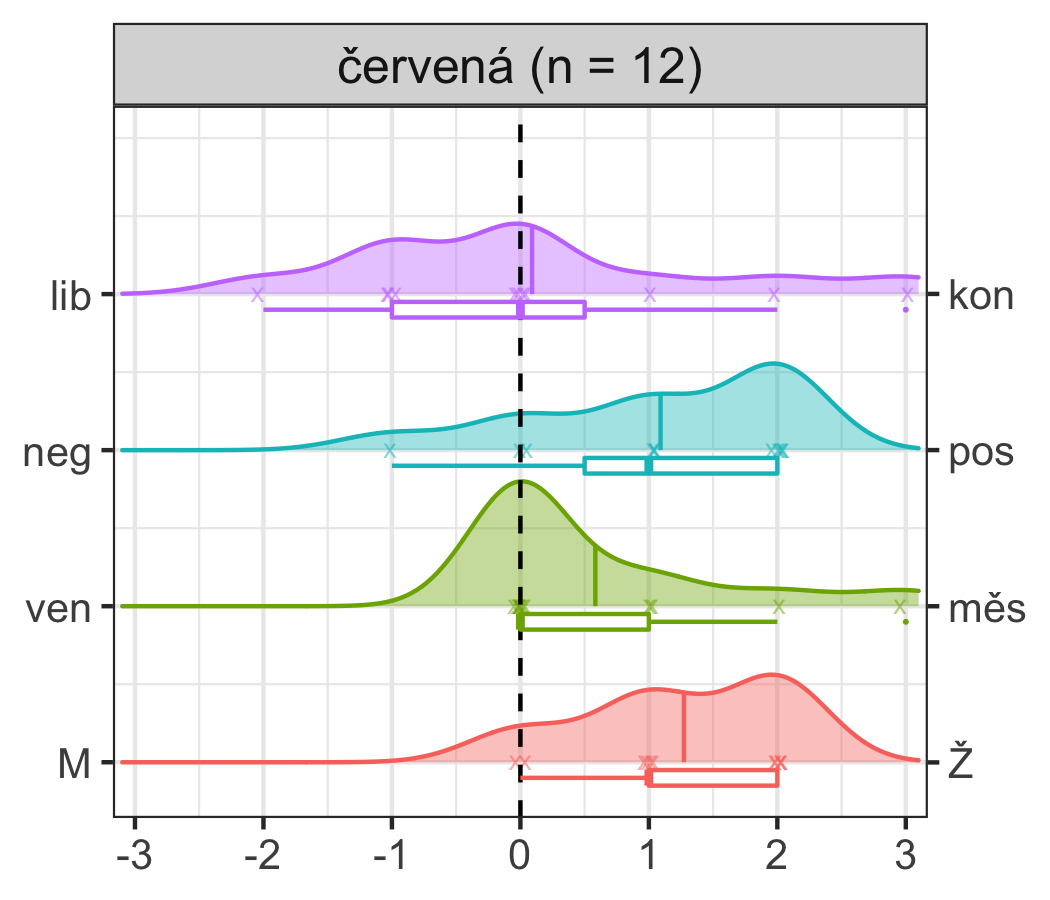 červená (n = 12)
lib kon
neg pos
ven měs
M Ž
-3 -2 -1 0 1 2 3